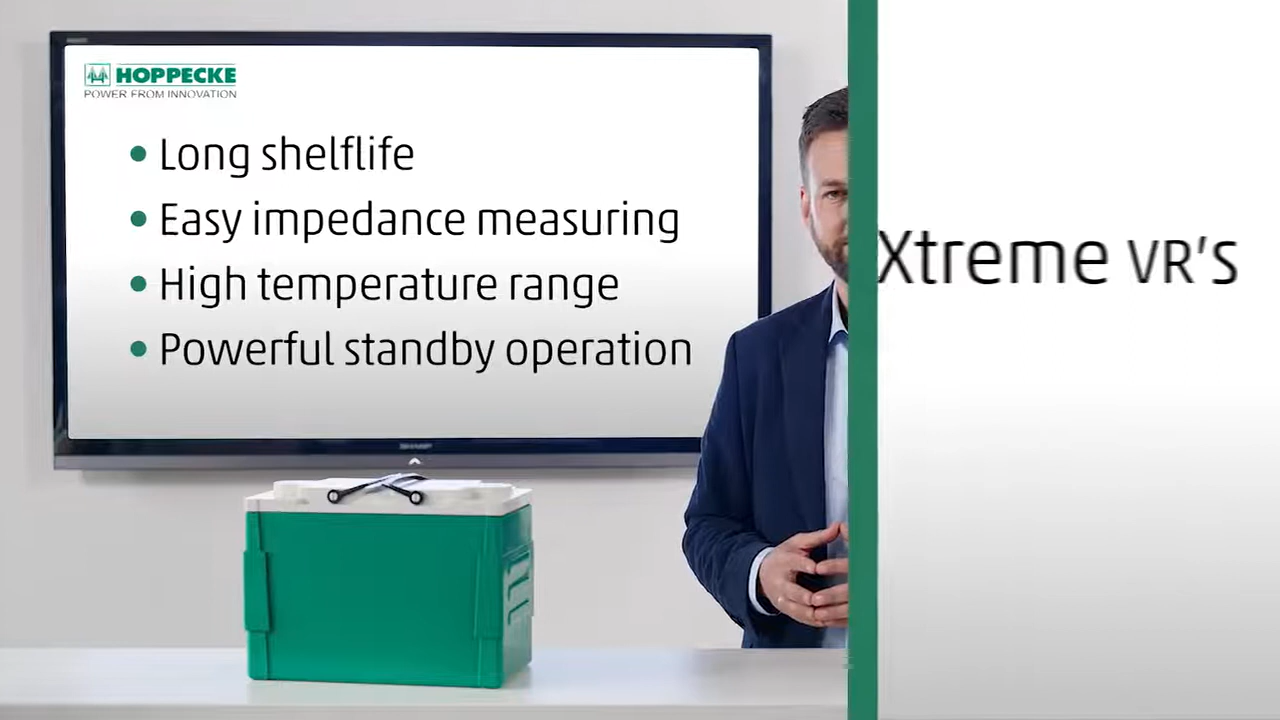 HOPPECKE
POWER FROM INNOVATION
• Long shelflife
• Easy impedance measuring
• High temperature range
• Powerful standby operation
Xtreme VR's